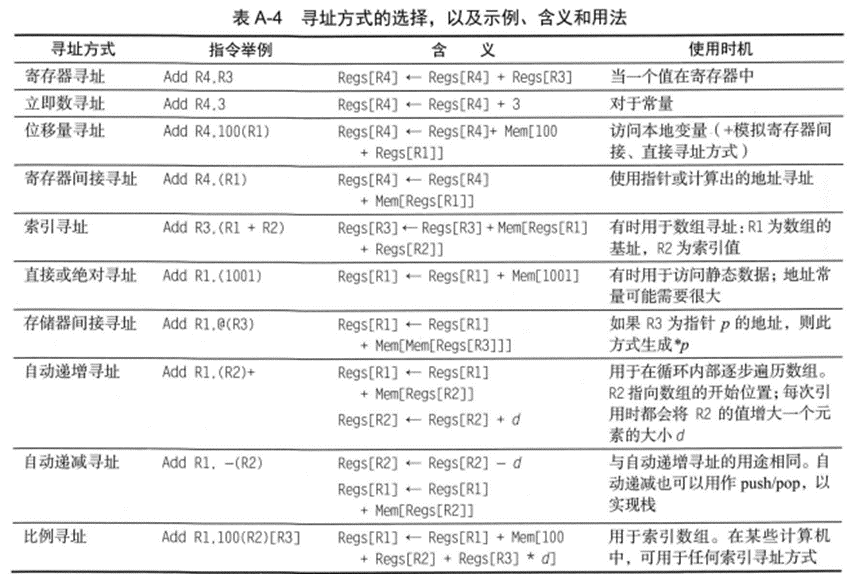 表 A-4 寻址方式的选择，以及示例、含义和用法
寻址方式 指令举例 含 义 使用时机
寄存器寻址 Add R4,R3 Regs[R4] ← Regs[R4] + Regs[R3] 当一个值在寄存器中
立即数寻址 Add R4,3 Regs[R4] ← Regs[R4] + 3 对于常量
位移量寻址 Add R4,100(R1) Regs[R4] ← Regs[R4]+ Mem[100 访问本地变量（+模拟寄存器间
+ Regs[R1]] 接、直接寻址方式）
寄存器间接寻址 Add R4,(R1) Regs[R4] ← Regs[R4] 使用指针或计算出的地址寻址
+ Mem[Regs[R1]]
索引寻址 Add R3,(R1 + R2) Regs[R3] ← Regs[R3] + Mem[Regs[R1] 有时用于数组寻址：R1 为数组的
+ Regs[R2]] 基址，R2 为索引值
直接或绝对寻址 Add R1,(1001) Regs[R1] ← Regs[R1] + Mem[1001] 有时用于访问静态数据；地址常
量可能需要很大
存储器间接寻址 Add R1,@(R3) Regs[R1] ← Regs[R1] 如果 R3 为指针 p 的地址，则此
+ Mem[Mem[Regs[R3]]] 方式生成*p
自动递增寻址 Add R1,(R2)+ Regs[R1] ← Regs[R1] 用于在循环内部逐步遍历数组。
+ Mem[Regs[R2]] R2 指向数组的开始位置；每次引
Regs[R2] ← Regs[R2] + d 用时都会将 R2 的值增大一个元
素的大小 d
自动递减寻址 Add R1, −(R2) Regs[R2] ← Regs[R2] − d 与自动递增寻址的用途相同。自
Regs[R1] ← Regs[R1] 动递减也可以用作 push/pop，以
+ Mem[Regs[R2]] 实现栈
比例寻址 Add R1,100(R2)[R3] Regs[R1] ← Regs[R1] + Mem[100 用于索引数组。在某些计算机
+ Regs[R2] + Regs[R3] * d] 中，可用于任何索引寻址方式